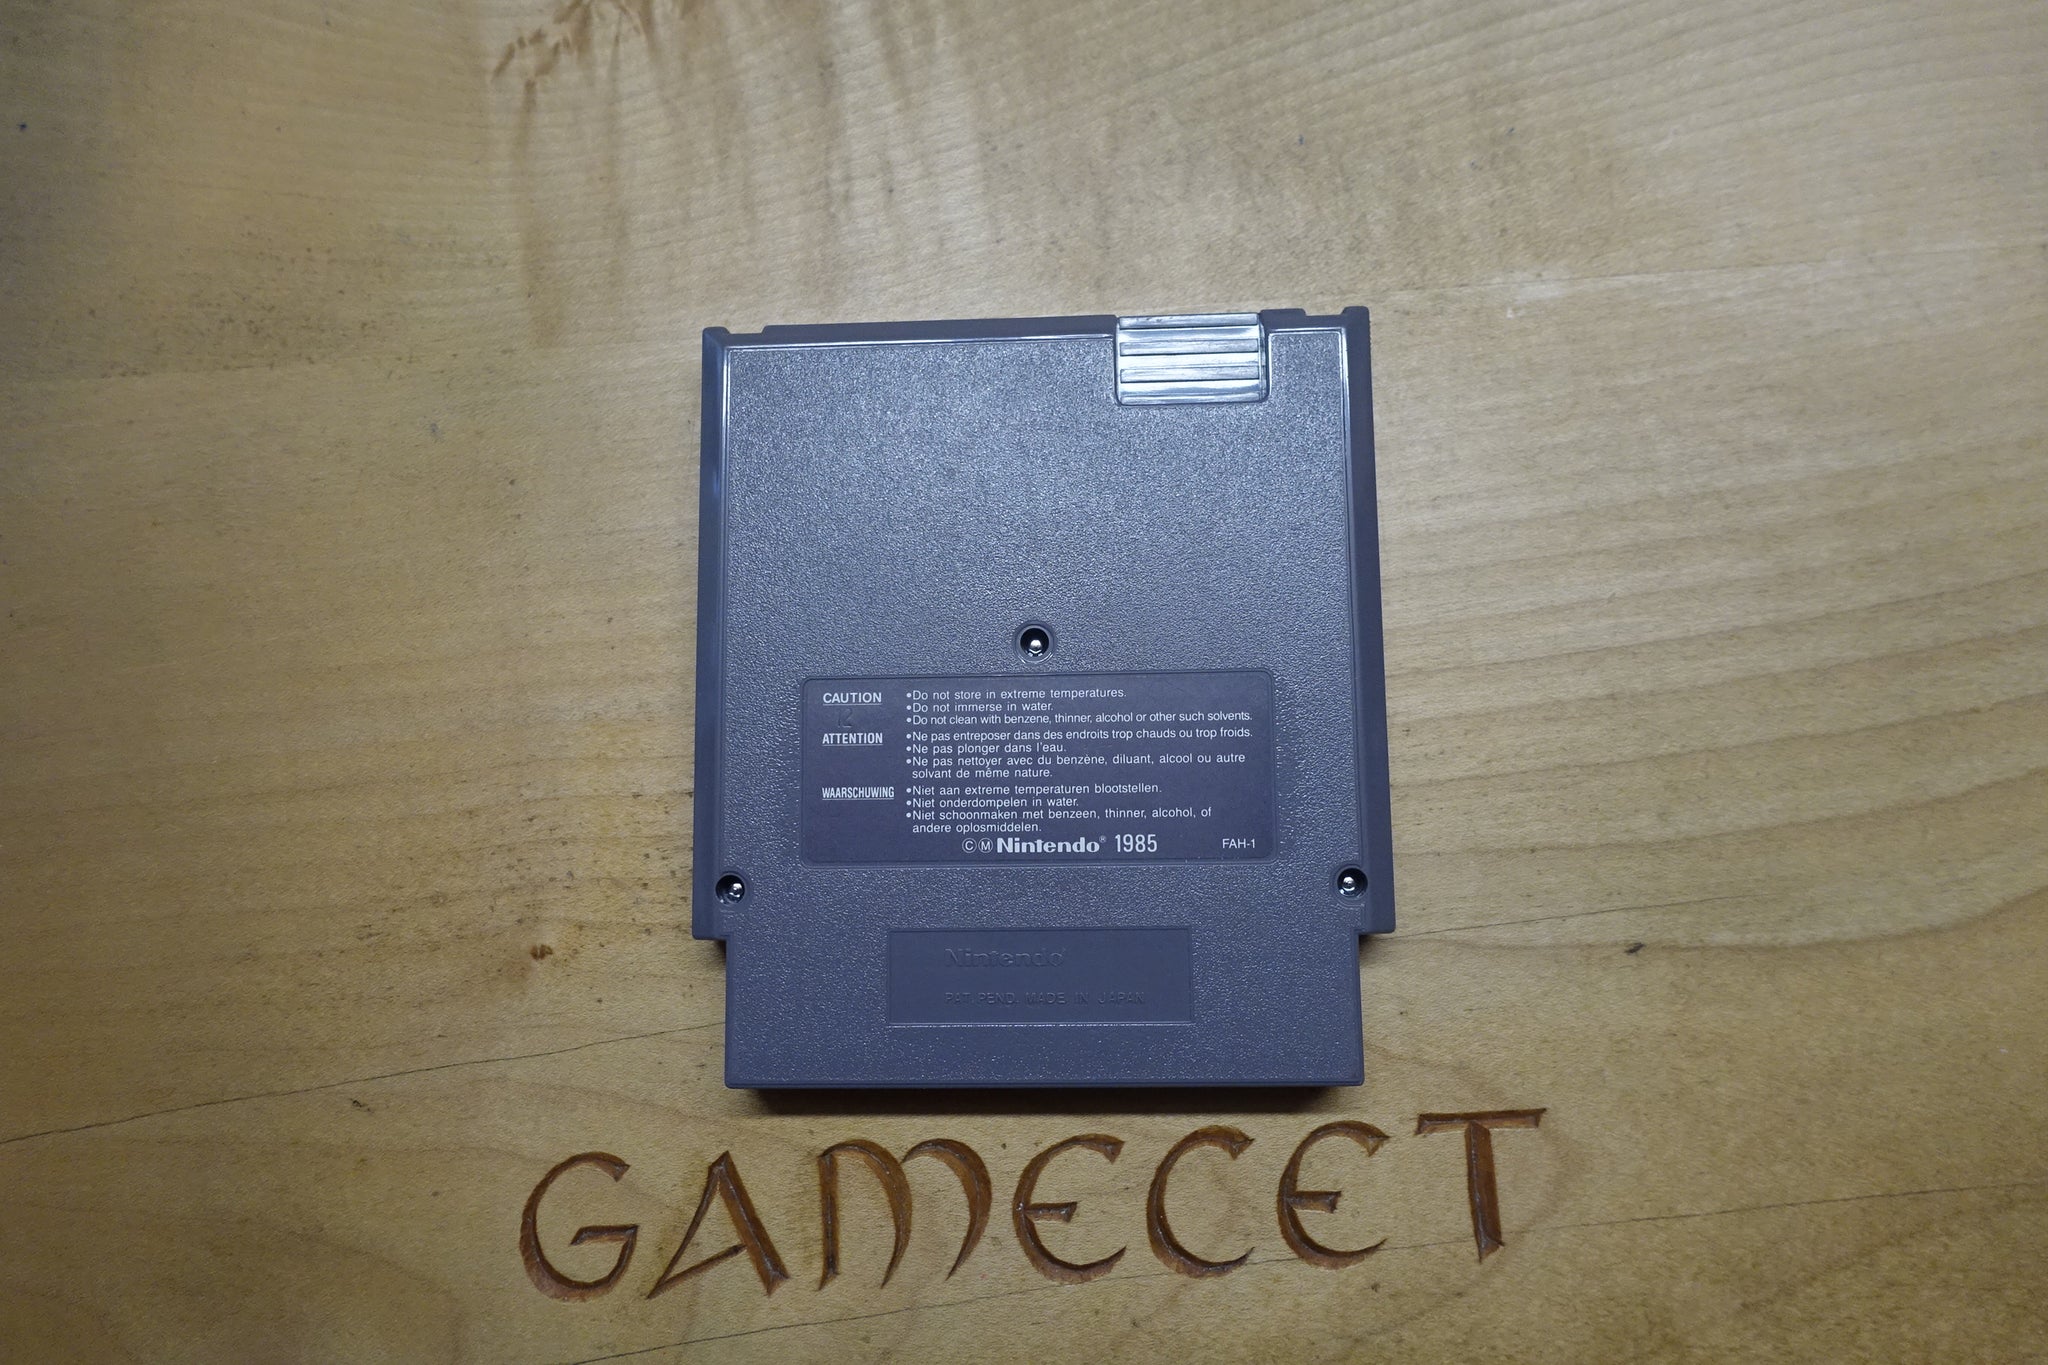 CAUTION •Do not store in extreme temperatures.
•Do not immerse in water.
12 •Do not clean with benzene, thinner, alcohol or other such solvents.
ATTENTION •Ne pas entreposer dans des endroits trop chauds ou trop froids.
•Ne pas plonger dans l'eau.
•Ne pas nettoyer avec du benzène, diluant, alcool ou autre
solvant de même nature.
WAARSCHUWING •Niet aan extreme temperaturen blootstellen.
•Niet onderdompelen in water.
•Niet schoonmaken met benzeen, thinner, alcohol, of
andere oplosmiddelen.
ⒸⓂ Nintendo® 1985 FAH-1
Nintendo®
PAT. PEND. MADE IN JAPAN
GAMECET